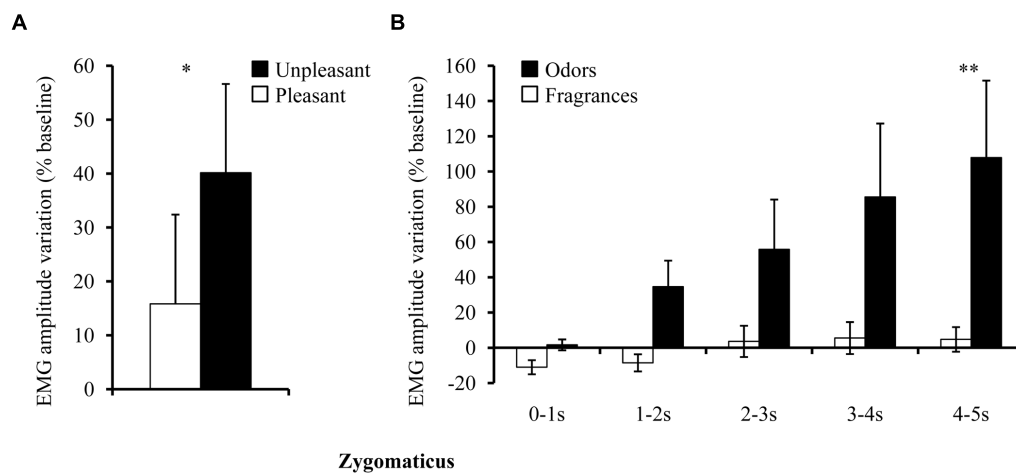 A
EMG amplitude variation (% baseline)
60
50
40
30
20
10
0
*
Unpleasant
Pleasant
B
EMG amplitude variation (% baseline)
160
140
120
100
80
60
40
20
0
-20
Odors
Fragrances
**
0-1s 1-2s 2-3s 3-4s 4-5s
Zygomaticus